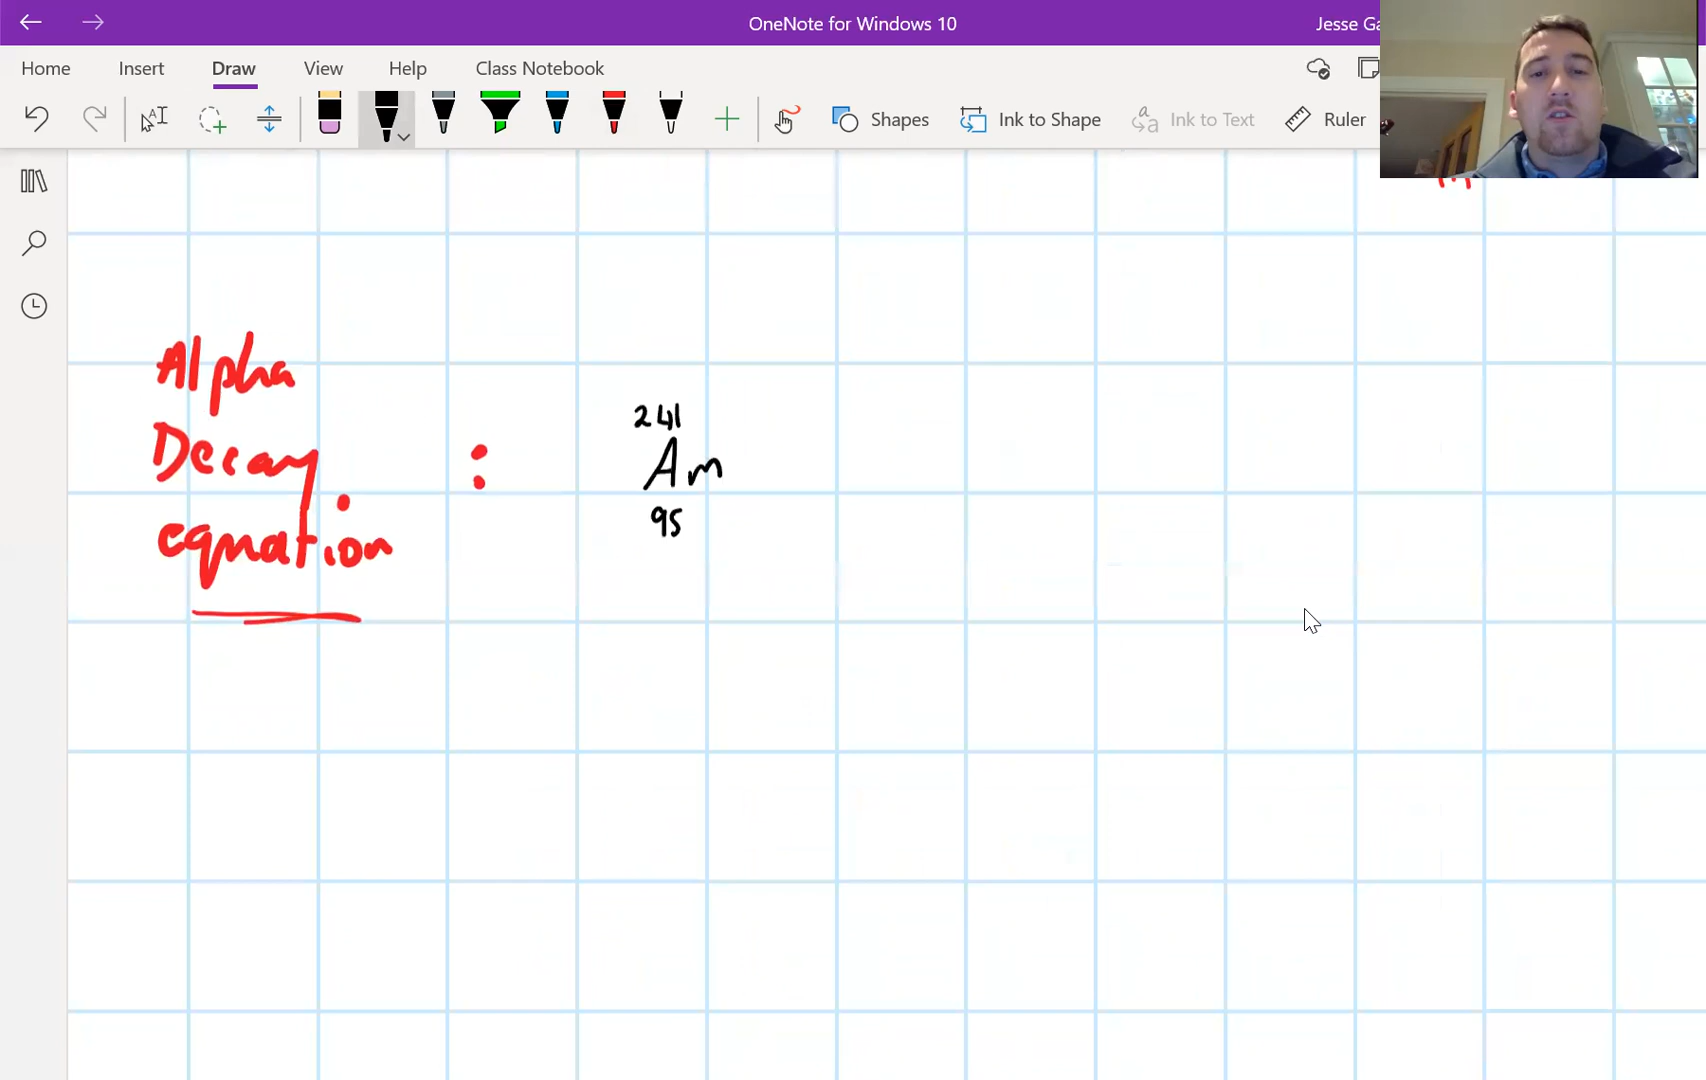 OneNote for Windows 10
Jesse Ga
Home Insert Draw View Help Class Notebook
Shapes Ink to Shape Ink to Text Ruler
Alpha
Decay :
equation
241
Am
95